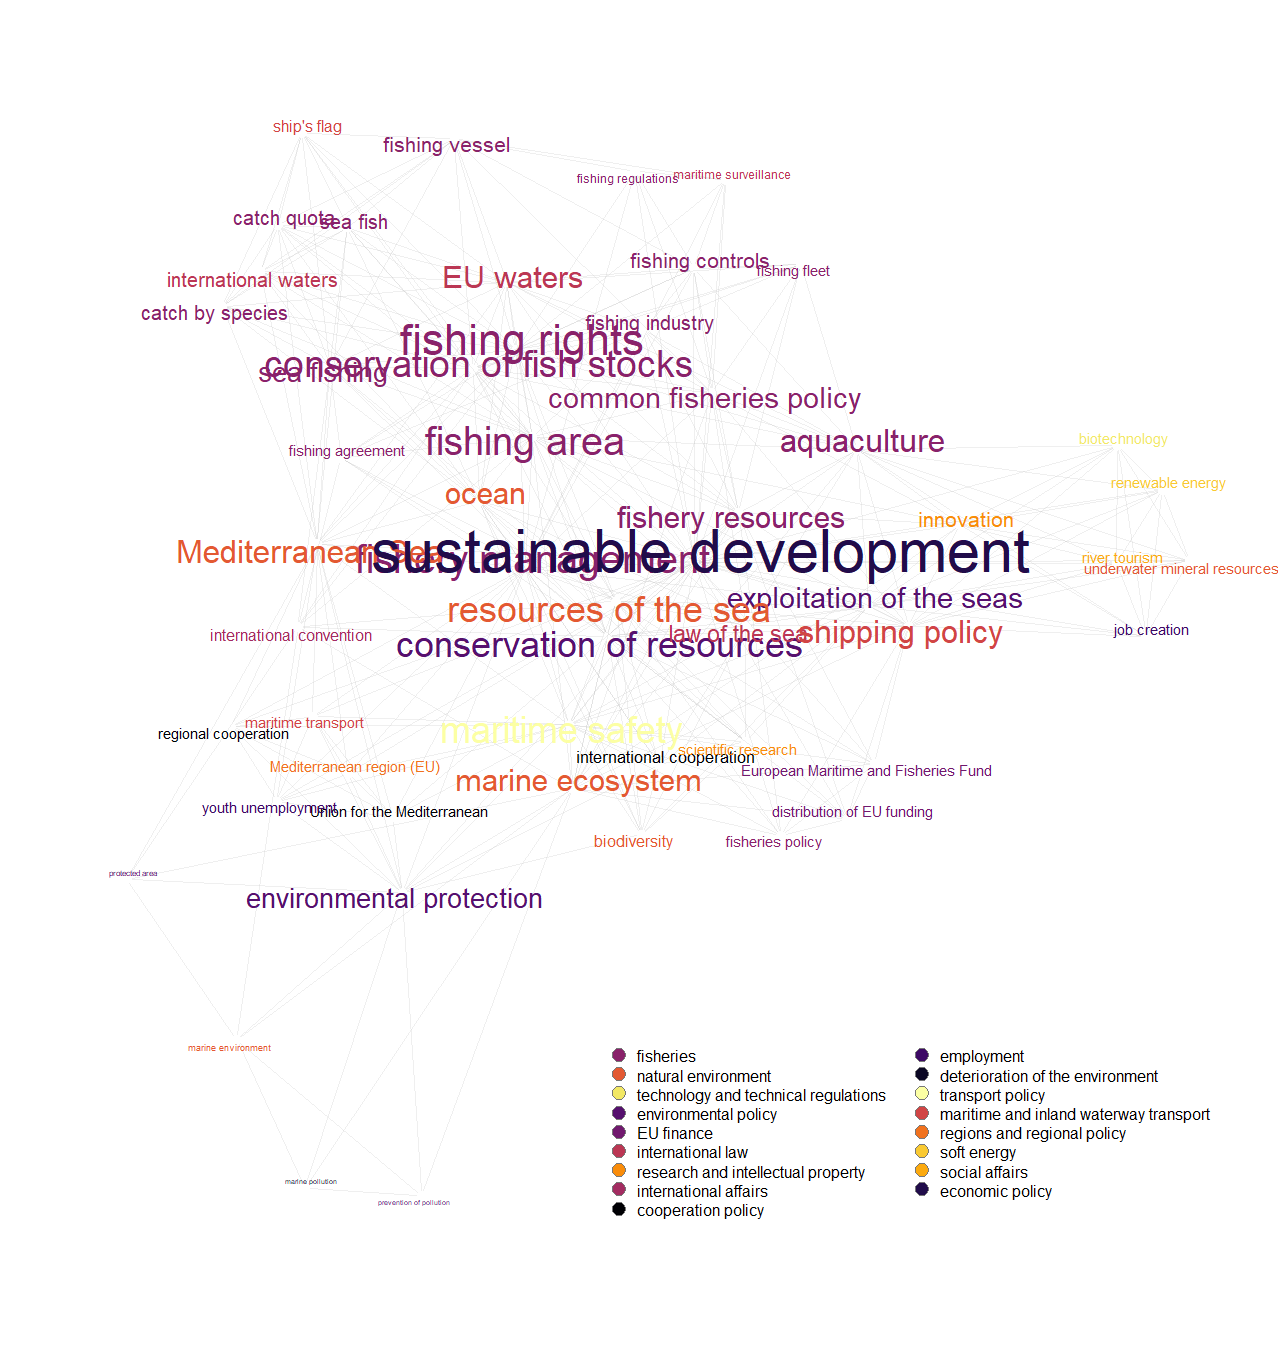 ship's flag
fishing vessel
fishing regulations
maritime surveillance
catch quota
sea fish
fishing controls
fishing fleet
international waters
EU waters
catch by species
fishing industry
fishing rights
conservation of fish stocks
sea fishing
common fisheries policy
fishing area
aquaculture
biotechnology
fishing agreement
renewable energy
ocean
fishery resources
innovation
Mediterranean Sea
fishery management
sustainable development
river tourism
underwater mineral resources
exploitation of the seas
resources of the sea
law of the sea
shipping policy
job creation
international convention
conservation of resources
maritime transport
regional cooperation
maritime safety
scientific research
international cooperation
Mediterranean region (EU)
marine ecosystem
European Maritime and Fisheries Fund
youth unemployment
Union for the Mediterranean
distribution of EU funding
biodiversity
fisheries policy
protected area
environmental protection
marine environment
marine pollution
prevention of pollution
fisheries
natural environment
technology and technical regulations
environmental policy
EU finance
international law
research and intellectual property
international affairs
cooperation policy
employment
deterioration of the environment
transport policy
maritime and inland waterway transport
regions and regional policy
soft energy
social affairs
economic policy